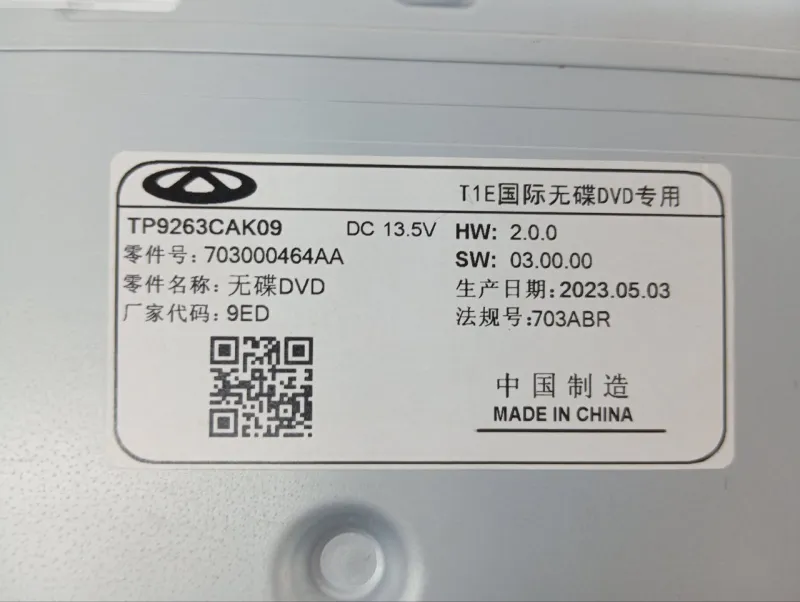 T1E国际无碟DVD专用
TP9263CAK09 DC 13.5V HW: 2.0.0
零件号: 703000464AA SW: 03.00.00
零件名称: 无碟DVD 生产日期: 2023.05.03
厂家代码: 9ED 法规号: 703ABR
中国制造
MADE IN CHINA